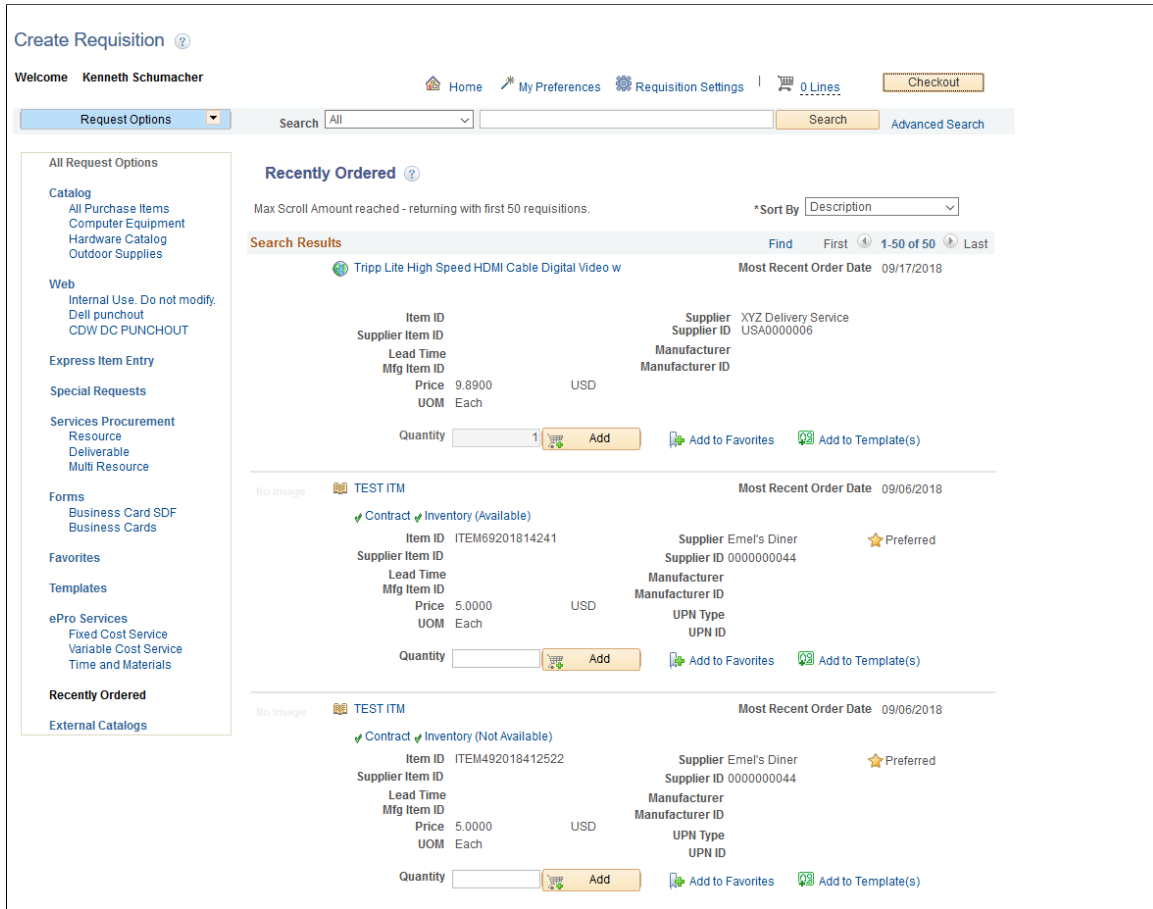 Create Requisition ?
Welcome Kenneth Schumacher
Home My Preferences Requisition Settings 0 Lines Checkout
Request Options Search All Search Advanced Search
All Request Options
Catalog
All Purchase Items
Computer Equipment
Hardware Catalog
Outdoor Supplies
Web
Internal Use. Do not modify.
Dell punchout
CDW DC PUNCHOUT
Express Item Entry
Special Requests
Services Procurement
Resource
Deliverable
Multi Resource
Forms
Business Card SDF
Business Cards
Favorites
Templates
ePro Services
Fixed Cost Service
Variable Cost Service
Time and Materials
Recently Ordered
External Catalogs
Recently Ordered ?
Max Scroll Amount reached - returning with first 50 requisitions. *Sort By Description
Search Results Find First 1-50 of 50 Last
Tripp Lite High Speed HDMI Cable Digital Video w Most Recent Order Date 09/17/2018
Item ID Supplier XYZ Delivery Service
Supplier Item ID Supplier ID USA0000006
Lead Time Manufacturer
Mfg Item ID Manufacturer ID
Price 9.8900 USD
UOM Each
Quantity 1 Add Add to Favorites Add to Template(s)
No Image TEST ITM Most Recent Order Date 09/06/2018
Contract Inventory (Available)
Item ID ITEM69201814241 Supplier Emel's Diner Preferred
Supplier Item ID Supplier ID 0000000044
Lead Time Manufacturer
Mfg Item ID Manufacturer ID
Price 5.0000 USD UPN Type
UOM Each UPN ID
Quantity Add Add to Favorites Add to Template(s)
No Image TEST ITM Most Recent Order Date 09/06/2018
Contract Inventory (Not Available)
Item ID ITEM492018412522 Supplier Emel's Diner Preferred
Supplier Item ID Supplier ID 0000000044
Lead Time Manufacturer
Mfg Item ID Manufacturer ID
Price 5.0000 USD UPN Type
UOM Each UPN ID
Quantity Add Add to Favorites Add to Template(s)